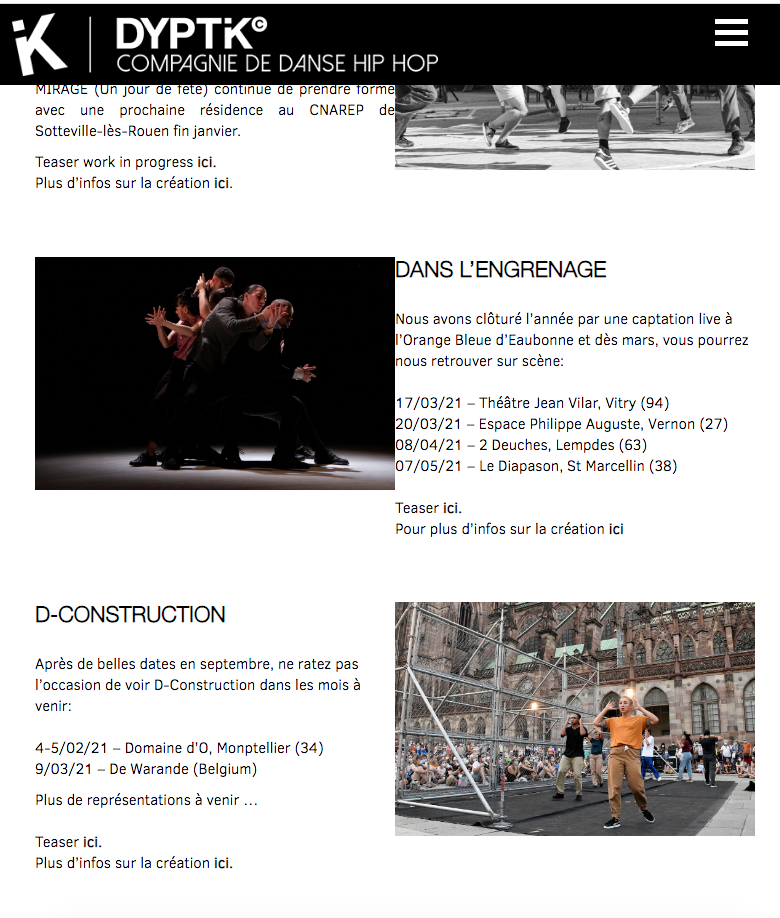 iK | DYPTiK©
COMPAGNIE DE DANSE HIP HOP
MIRAGE (Un jour de fête) continue de prendre forme
avec une prochaine résidence au CNAREP de
Sotteville-lès-Rouen fin janvier.
Teaser work in progress ici.
Plus d'infos sur la création ici.
DANS L'ENGRENAGE
Nous avons clôturé l'année par une captation live à
l'Orange Bleue d'Eaubonne et dès mars, vous pourrez
nous retrouver sur scène:
17/03/21 – Théâtre Jean Vilar, Vitry (94)
20/03/21 – Espace Philippe Auguste, Vernon (27)
08/04/21 – 2 Deuches, Lempdes (63)
07/05/21 – Le Diapason, St Marcellin (38)
Teaser ici.
Pour plus d'infos sur la création ici
D-CONSTRUCTION
Après de belles dates en septembre, ne ratez pas
l'occasion de voir D-Construction dans les mois à
venir:
4-5/02/21 – Domaine d'O, Monptellier (34)
9/03/21 – De Warande (Belgium)
Plus de représentations à venir …
Teaser ici.
Plus d'infos sur la création ici.